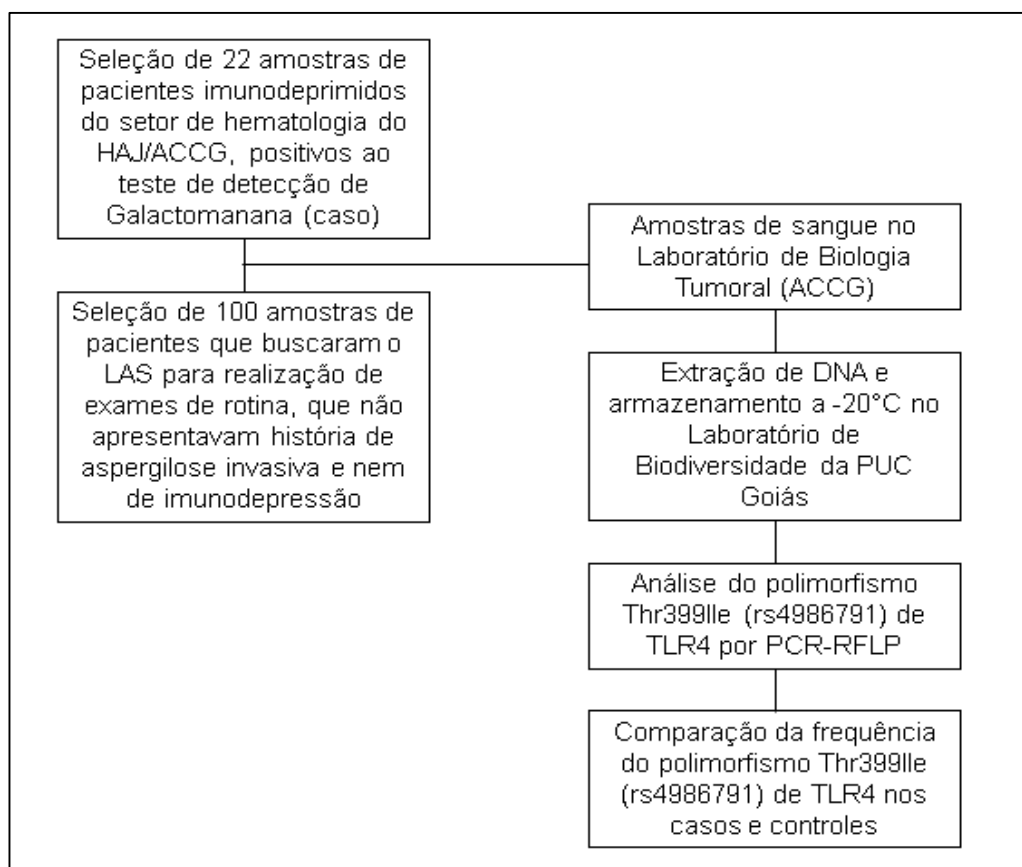 Seleção de 22 amostras de
pacientes imunodeprimidos
do setor de hematologia do
HAJ/ACCG, positivos ao
teste de detecção de
Galactomanana (caso)
Seleção de 100 amostras de
pacientes que buscaram o
LAS para realização de
exames de rotina, que não
apresentavam história de
aspergilose invasiva e nem
de imunodepressão
Amostras de sangue no
Laboratório de Biologia
Tumoral (ACCG)
Extração de DNA e
armazenamento a -20°C no
Laboratório de
Biodiversidade da PUC
Goiás
Análise do polimorfismo
Thr399Ile (rs4986791) de
TLR4 por PCR-RFLP
Comparação da frequência
do polimorfismo Thr399Ile
(rs4986791) de TLR4 nos
casos e controles